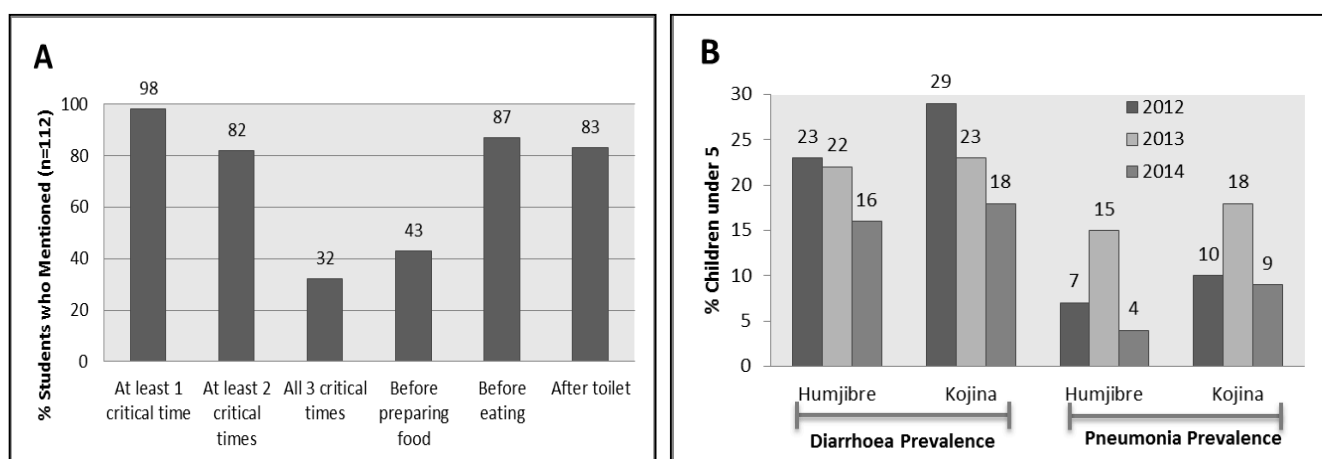 A
% Students who Mentioned (n=112)
100
80
60
40
20
0
98
82
32
43
87
83
At least 1
critical time
At least 2
critical
times
All 3 critical
times
Before
preparing
food
Before
eating
After toilet
B
% Children under 5
30
25
20
15
10
5
0
2012
2013
2014
23
22
16
29
23
18
7
15
4
10
18
9
Humjibre
Kojina
Humjibre
Kojina
Diarrhoea Prevalence
Pneumonia Prevalence